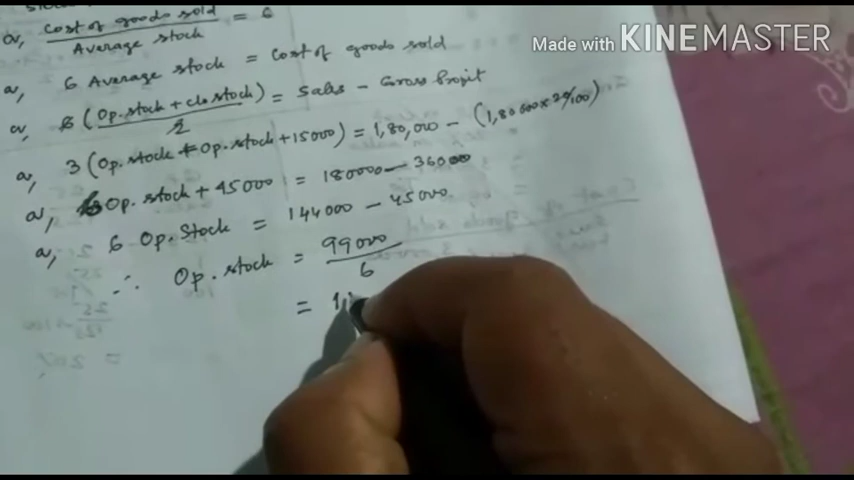 Made with KINEMASTER
or, Cost of goods sold / Average stock = 6
or, 6 Average stock = Cost of goods sold
or, 6 (Op. stock + clo stock / 2) = Sales - Gross Profit
or, 3 (Op. stock + Op. stock + 15000) = 1,80,000 - (1,80,000 x 20/100)
or, 6 Op. stock + 45000 = 180000 - 36000
or, 6 Op. Stock = 144000 - 45000
∴ Op. stock = 99000 / 6
= 1
= 20%